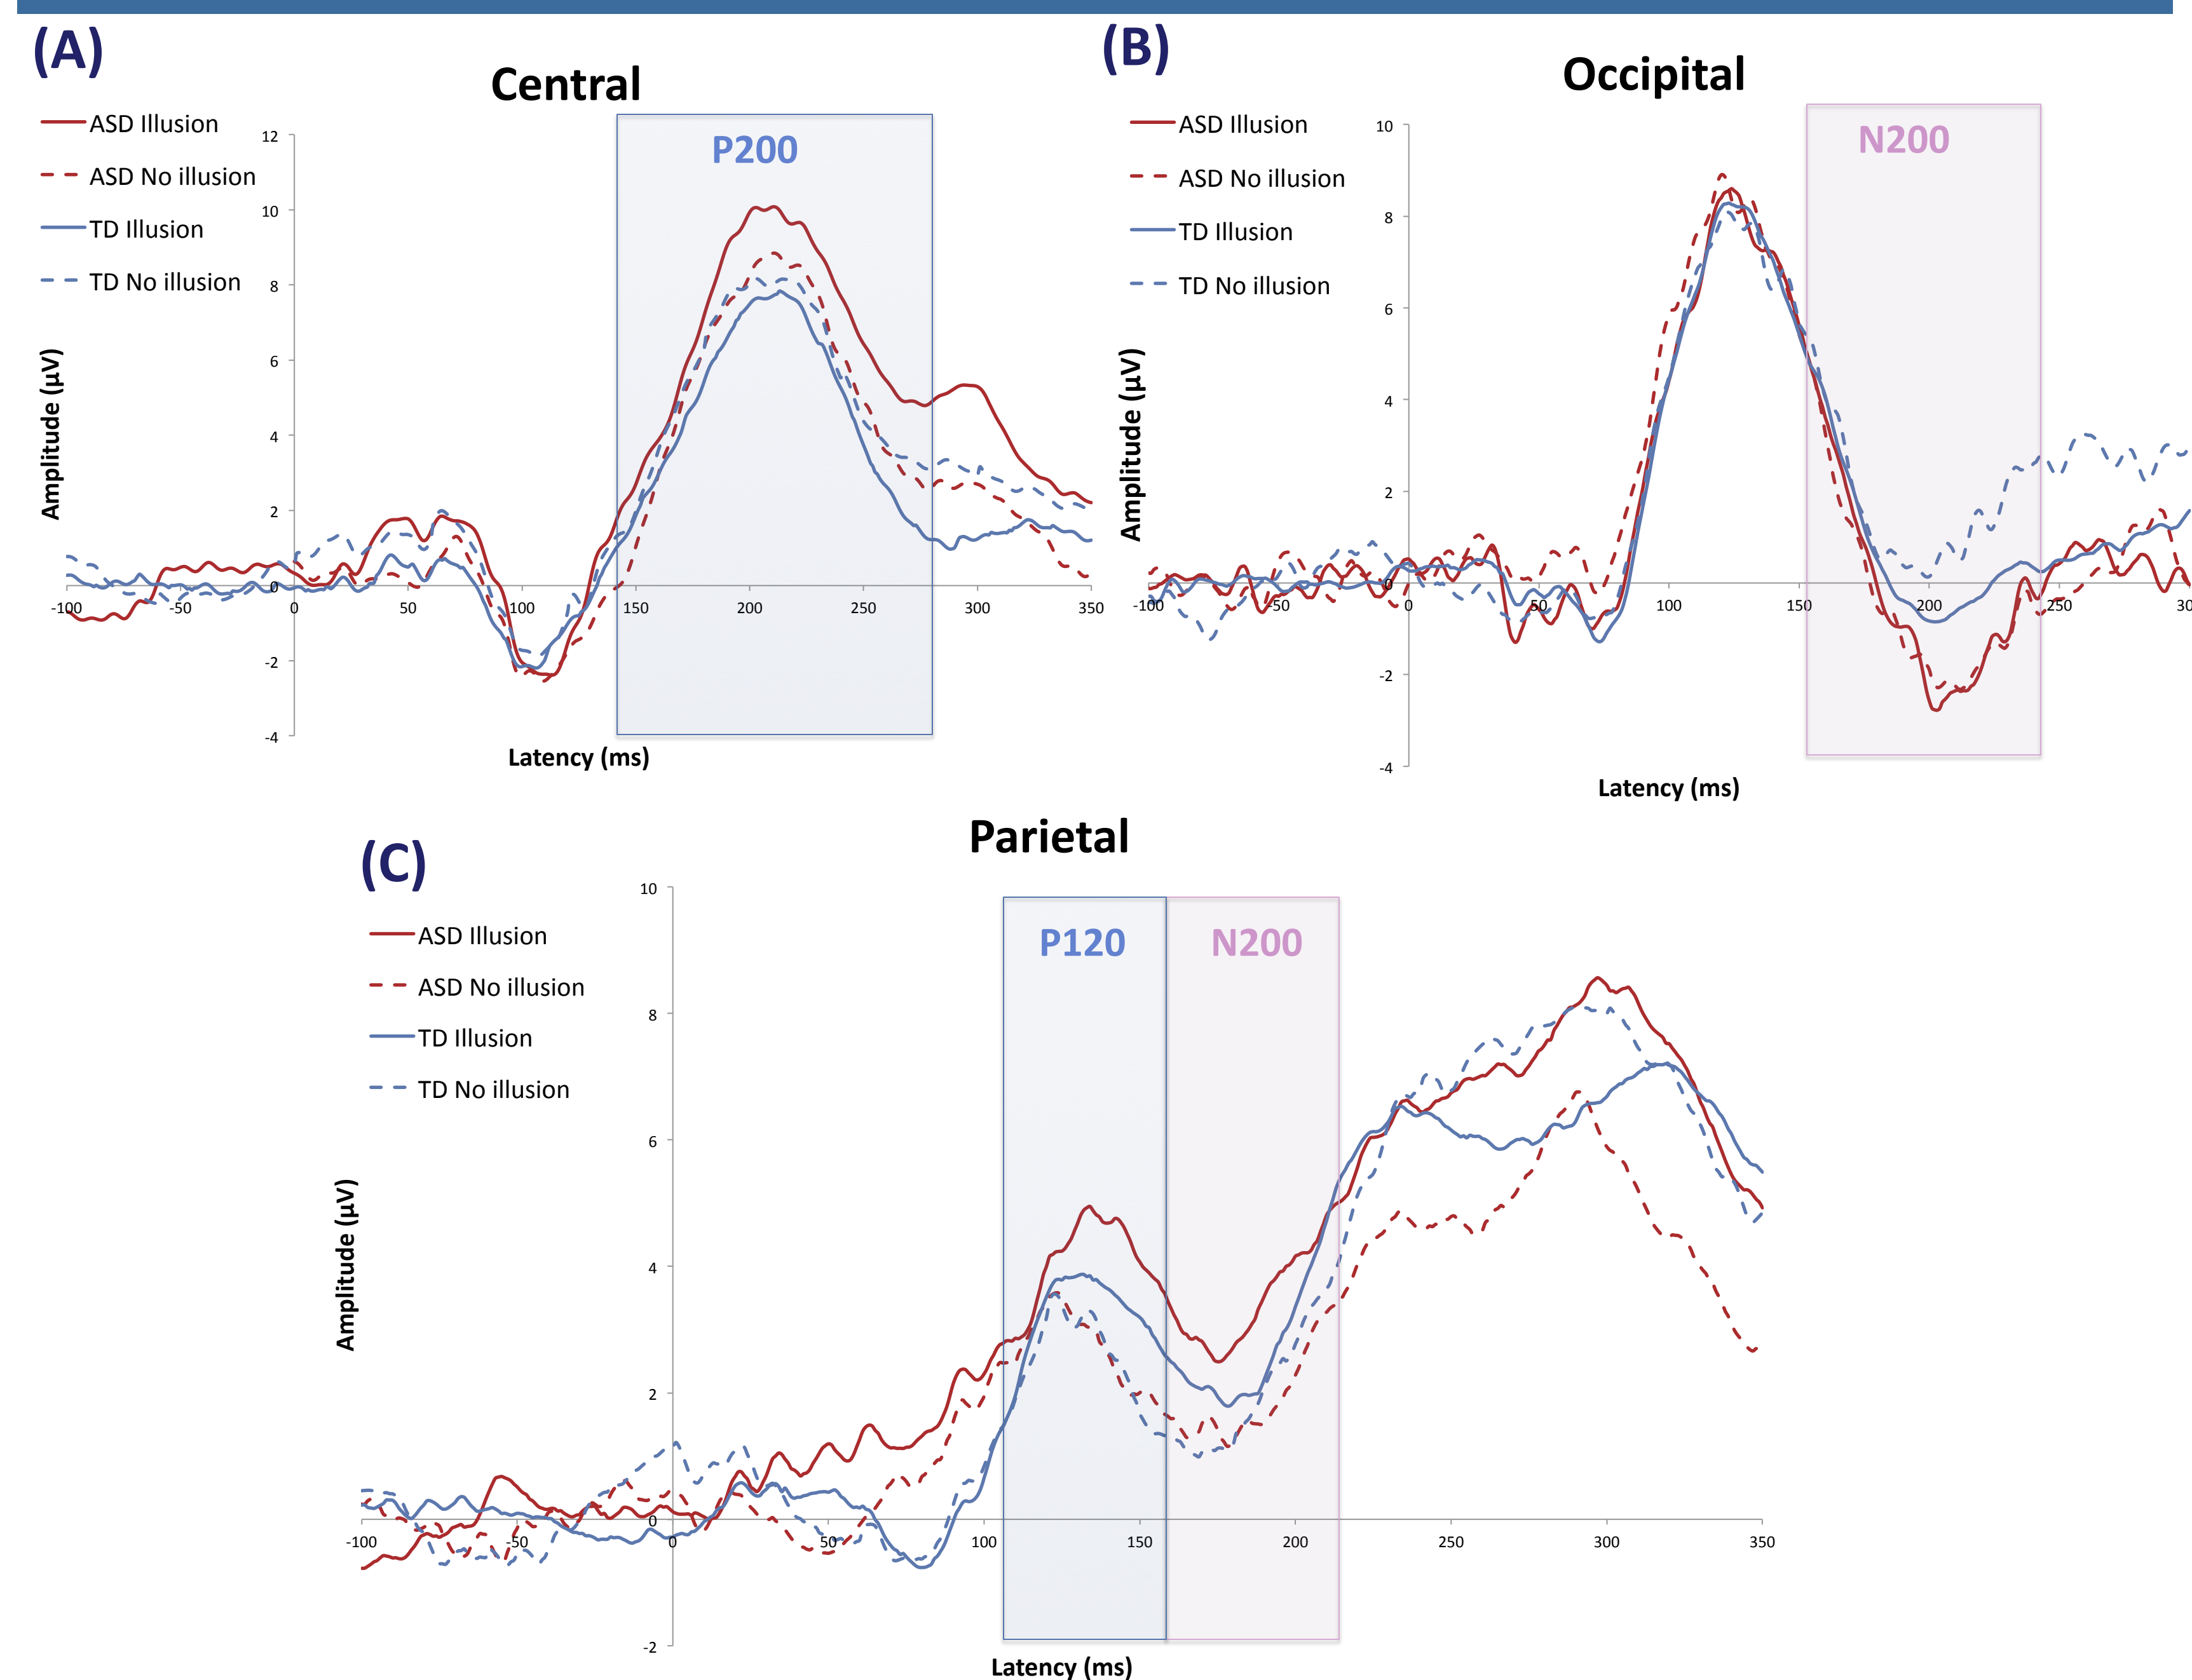 (A)
Central
ASD Illusion
ASD No illusion
TD Illusion
TD No illusion
P200
Amplitude (µV)
12
10
8
6
4
2
0
-2
-4
-100
-50
0
50
100
150
200
250
300
350
Latency (ms)
(B)
Occipital
ASD Illusion
ASD No illusion
TD Illusion
TD No illusion
N200
Amplitude (µV)
10
8
6
4
2
0
-2
-4
-100
-50
0
50
100
150
200
250
30
Latency (ms)
(C)
Parietal
ASD Illusion
ASD No illusion
TD Illusion
TD No illusion
P120
N200
Amplitude (µV)
10
8
6
4
2
0
-2
-100
-50
0
50
100
150
200
250
300
350
Latency (ms)